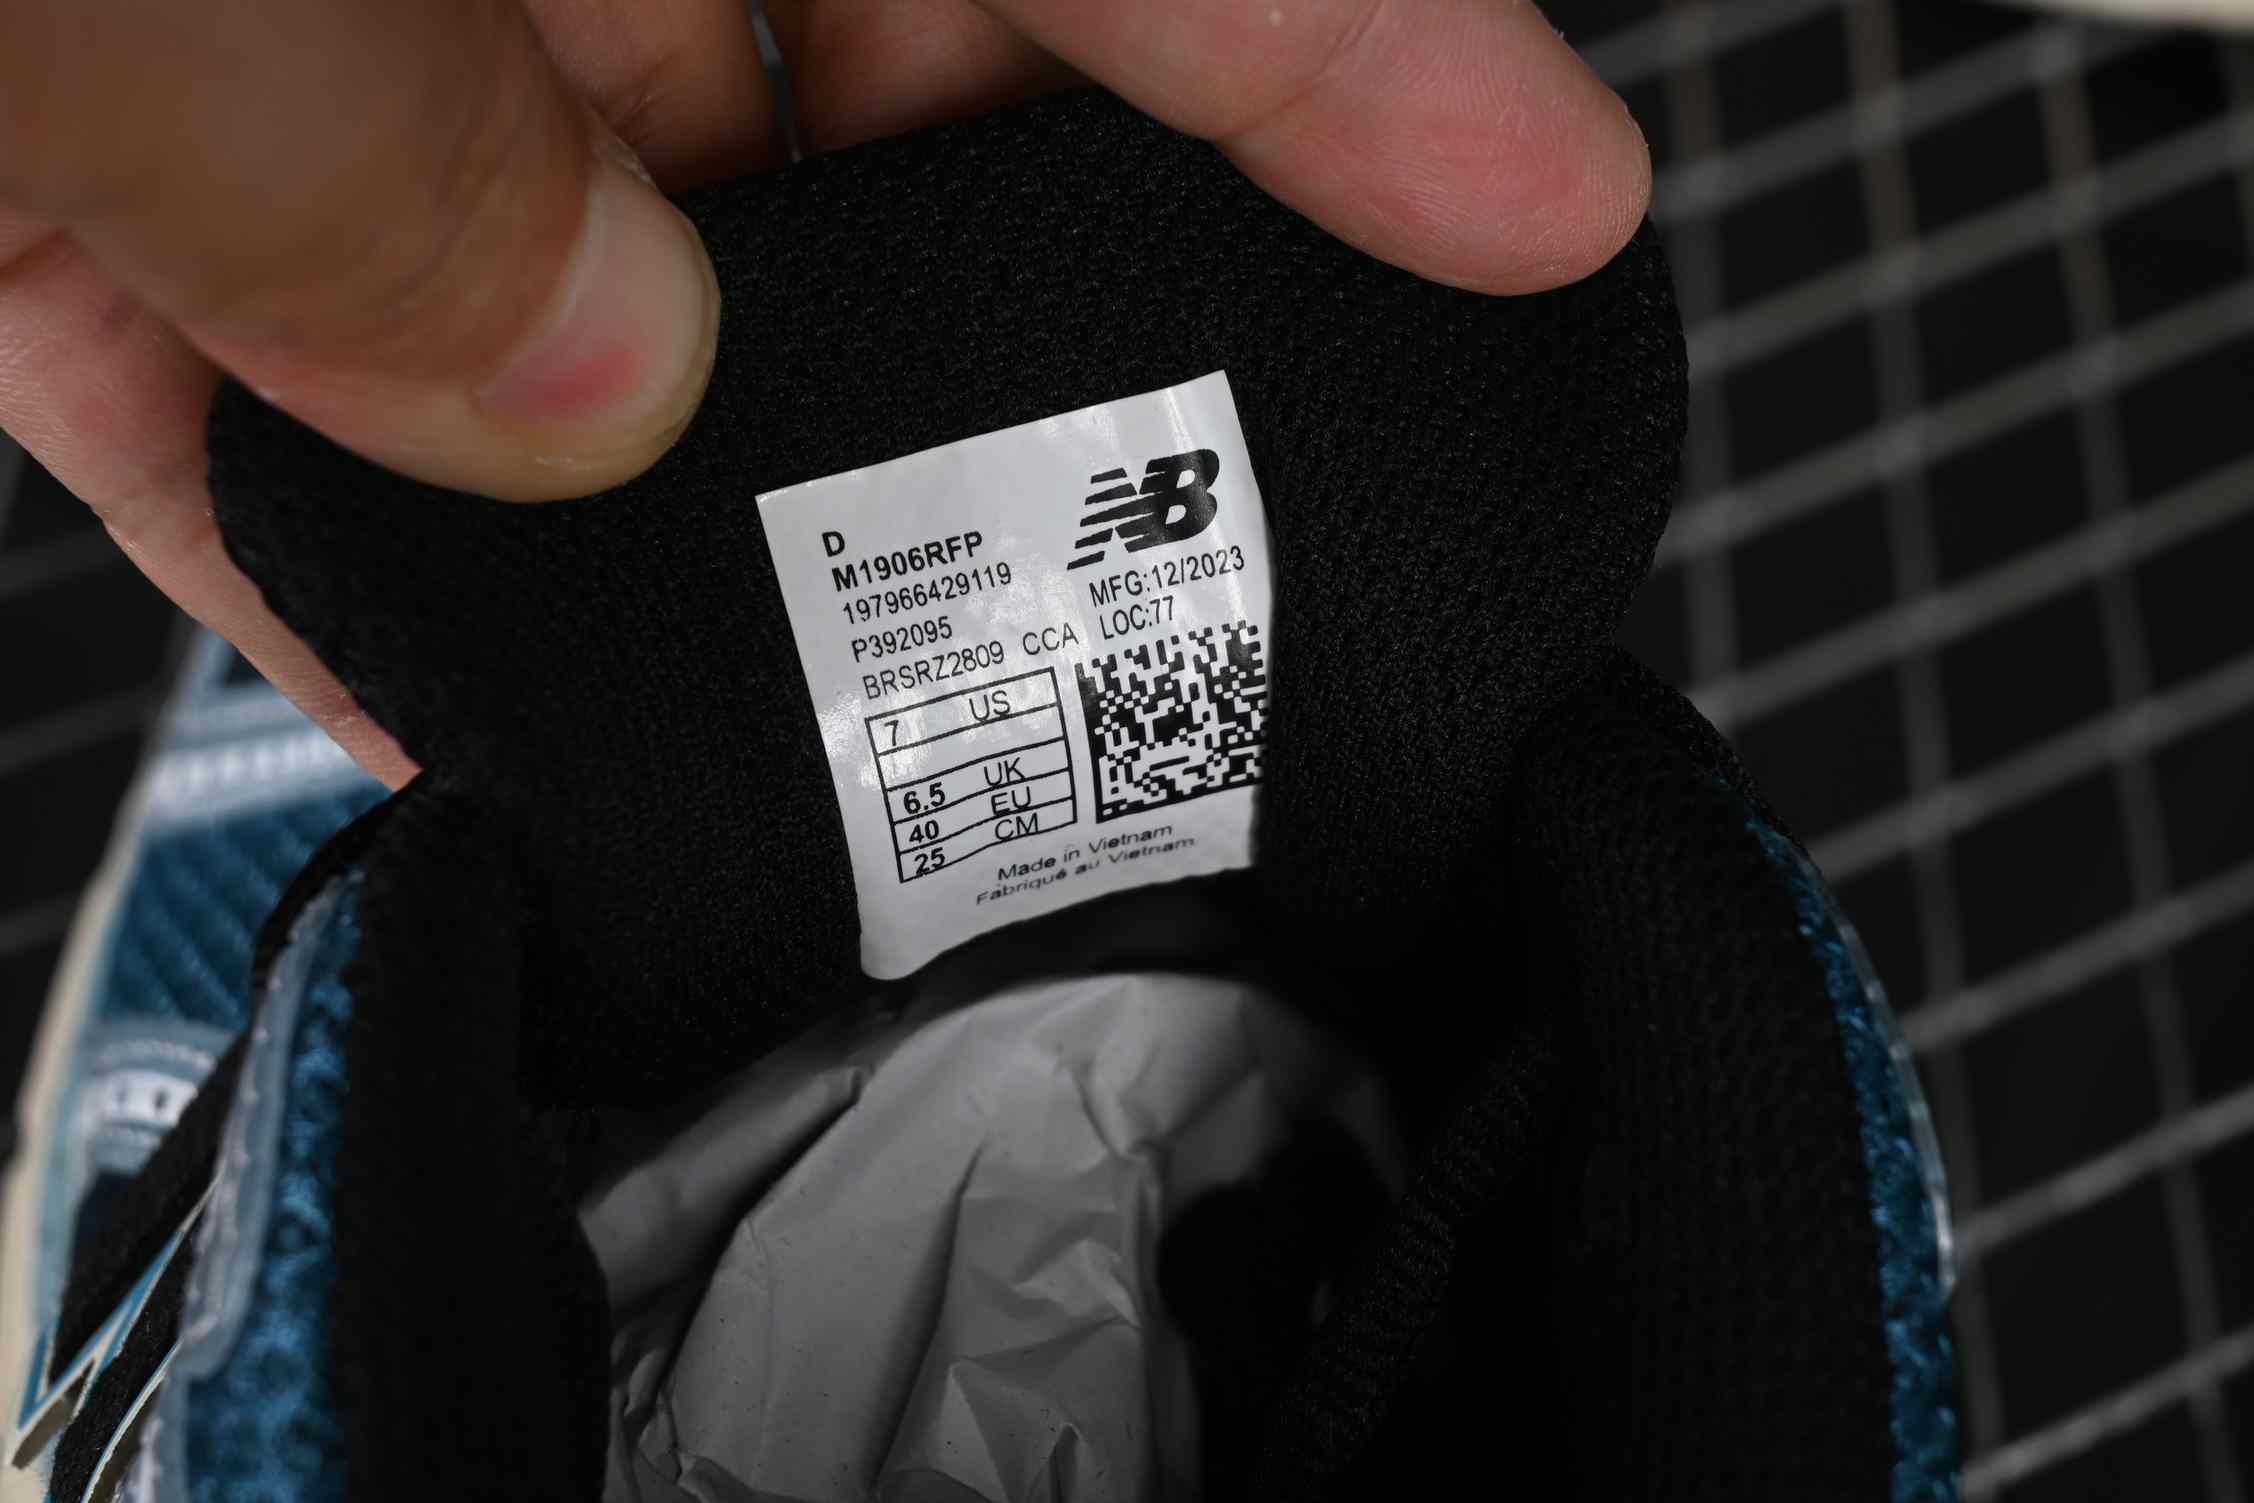 D
M1906RFP
197966429119
P392095
BRSRZ2809 CCA
NB
MFG:12/2023
LOC:77
7 US
6.5 UK
40 EU
25 CM
Made in Vietnam
Fabriqué au Vietnam